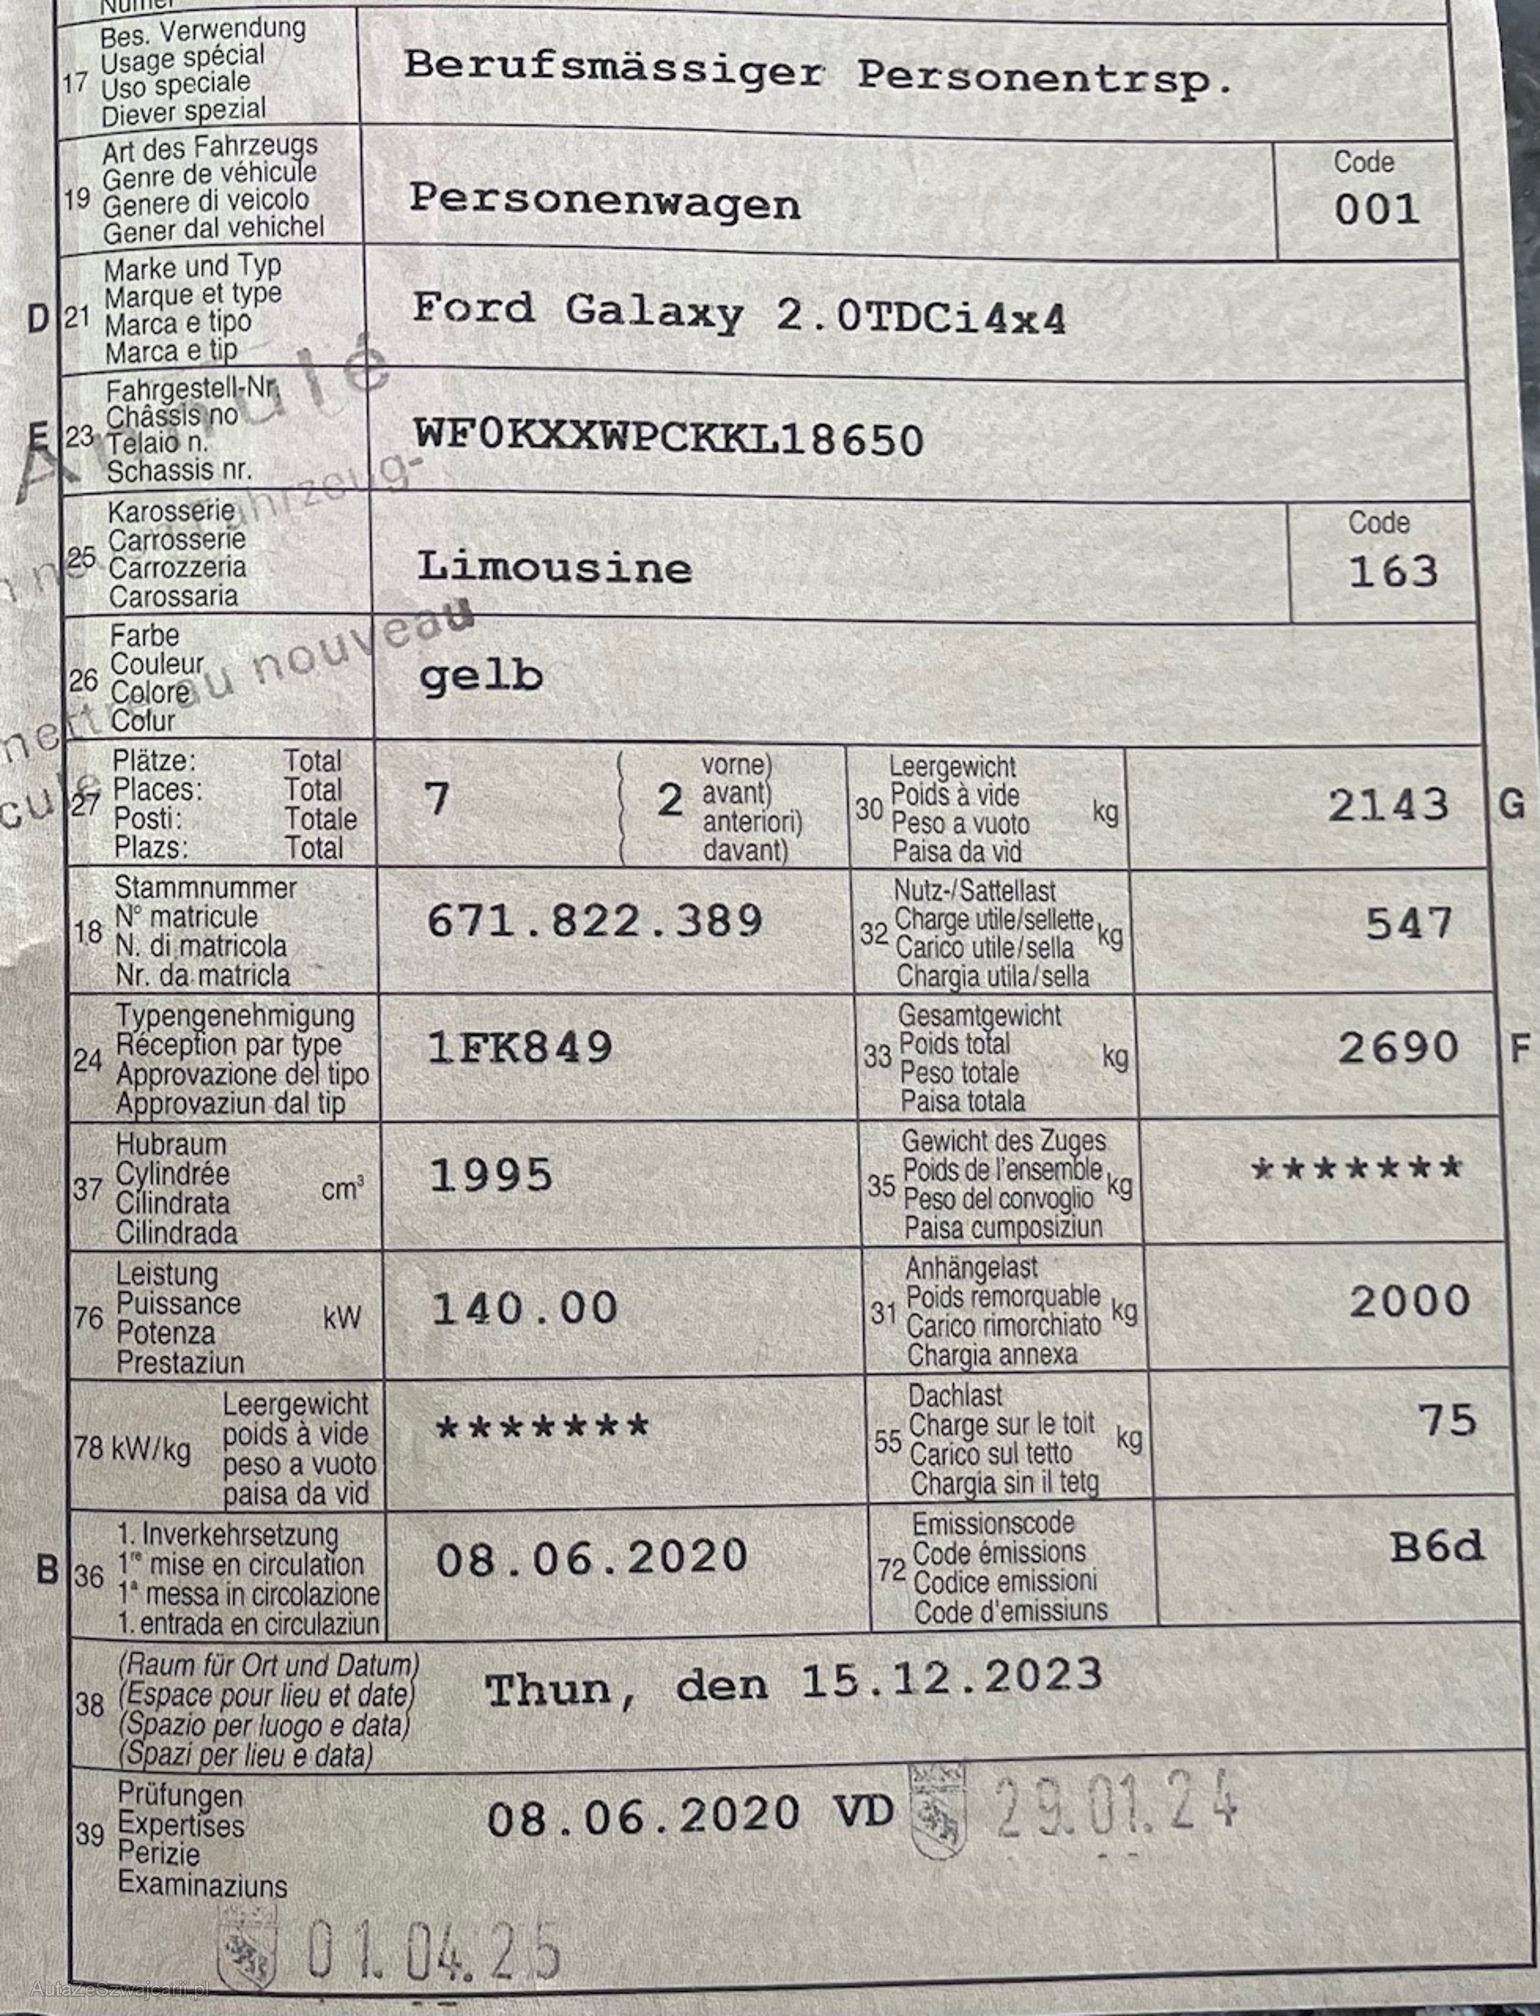 Bes. Verwendung
Usage spécial
17 Uso speciale
Diever spezial
Berufsmässiger Personentrsp.
Art des Fahrzeugs
Genre de véhicule
19 Genere di veicolo
Gener dal vehichel
Personenwagen
Code
001
Marke und Typ
Marque et type
D 21 Marca e tipo
Marca e tip
Ford Galaxy 2.0TDCi4x4
Fahrgestell-Nr.
Châssis no
E 23 Telaio n.
Schassis nr.
WF0KXXWPCKKL18650
Annulé
Fahrzeug-
Karosserie
Carrosserie
25 Carrozzeria
Carossaria
Limousine
Code
163
Farbe
Couleur
26 Colore
Colur
gelb
au nouveau
Plätze: Total
Places: Total
27 Posti: Totale
Plazs: Total
7 ( 2 vorne)
avant)
anteriori)
davant)
Leergewicht
30 Poids à vide kg
Peso a vuoto
Paisa da vid
2143 G
Stammnummer
18 N° matricule
N. di matricola
Nr. da matricla
671.822.389
Nutz-/Sattellast
32 Charge utile/sellette kg
Carico utile/sella
Chargia utila/sella
547
Typengenehmigung
24 Réception par type
Approvazione del tipo
Approvaziun dal tip
1FK849
Gesamtgewicht
33 Poids total kg
Peso totale
Paisa totala
2690 F
Hubraum
37 Cylindrée cm³
Cilindrata
Cilindrada
1995
Gewicht des Zuges
35 Poids de l'ensemble kg
Peso del convoglio
Paisa cumposiziun
*******
Leistung
76 Puissance kW
Potenza
Prestaziun
140.00
Anhängelast
31 Poids remorquable kg
Carico rimorchiato
Chargia annexa
2000
Leergewicht
78 kW/kg poids à vide
peso a vuoto
paisa da vid
*******
Dachlast
55 Charge sur le toit kg
Carico sul tetto
Chargia sin il tetg
75
1. Inverkehrsetzung
B 36 1re mise en circulation
1a messa in circolazione
1. entrada en circulaziun
08.06.2020
Emissionscode
72 Code émissions
Codice emissioni
Code d'emissiuns
B6d
(Raum für Ort und Datum)
38 (Espace pour lieu et date)
(Spazio per luogo e data)
(Spazi per lieu e data)
Thun, den 15.12.2023
Prüfungen
39 Expertises
Perizie
Examinaziuns
08.06.2020 VD 29.01.24
01.04.25
AutaZeSzwajcarii.pl